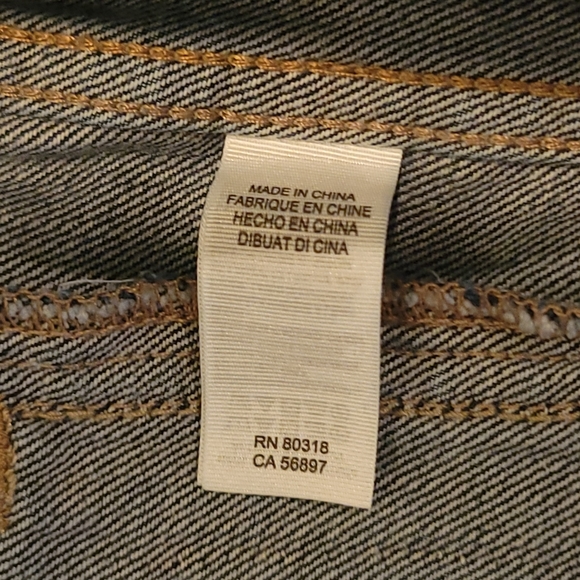 MADE IN CHINA
FABRIQUE EN CHINE
HECHO EN CHINA
DIBUAT DI CINA
RN 80318
CA 56897